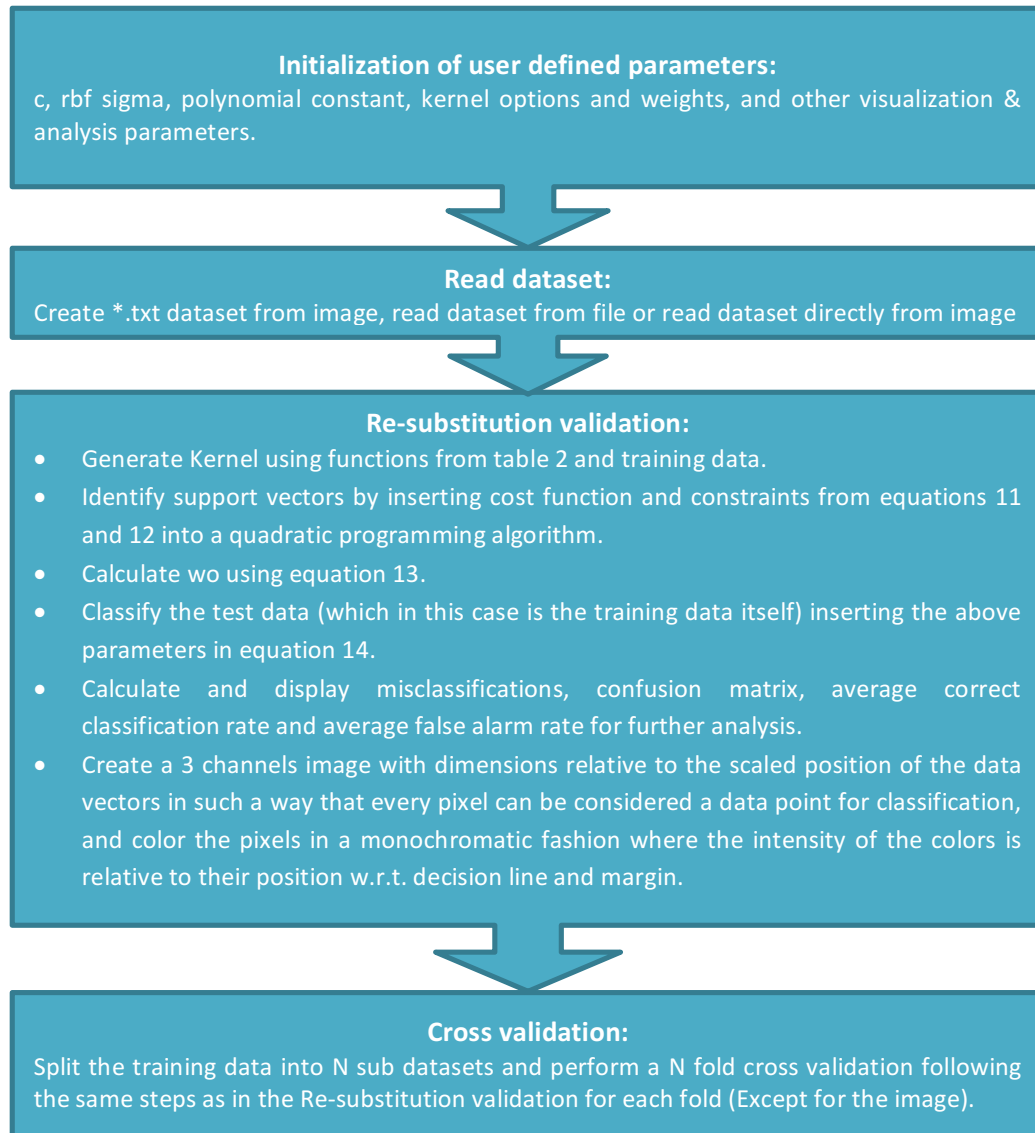 Initialization of user defined parameters:
c, rbf sigma, polynomial constant, kernel options and weights, and other visualization &
analysis parameters.
Read dataset:
Create *.txt dataset from image, read dataset from file or read dataset directly from image
Re-substitution validation:
• Generate Kernel using functions from table 2 and training data.
• Identify support vectors by inserting cost function and constraints from equations 11
and 12 into a quadratic programming algorithm.
• Calculate wo using equation 13.
• Classify the test data (which in this case is the training data itself) inserting the above
parameters in equation 14.
• Calculate and display misclassifications, confusion matrix, average correct
classification rate and average false alarm rate for further analysis.
• Create a 3 channels image with dimensions relative to the scaled position of the data
vectors in such a way that every pixel can be considered a data point for classification,
and color the pixels in a monochromatic fashion where the intensity of the colors is
relative to their position w.r.t. decision line and margin.
Cross validation:
Split the training data into N sub datasets and perform a N fold cross validation following
the same steps as in the Re-substitution validation for each fold (Except for the image).